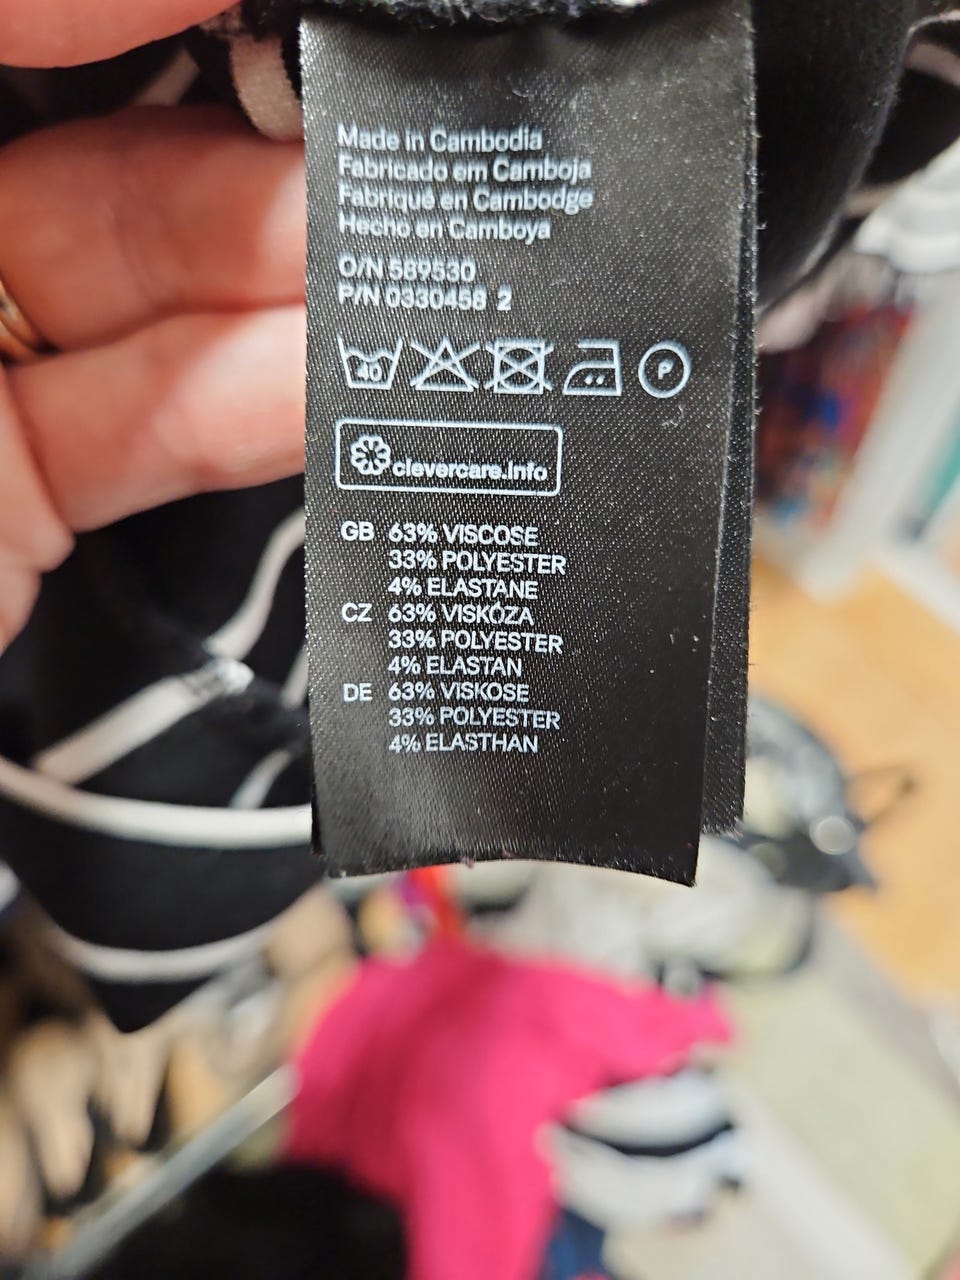 Made in Cambodia
Fabricado em Camboja
Fabriqué en Cambodge
Hecho en Camboya
O/N 589530
P/N 0330458 2
40 P
clevercare.info
GB 63% VISCOSE
33% POLYESTER
4% ELASTANE
CZ 63% VISKÓZA
33% POLYESTER
4% ELASTAN
DE 63% VISKOSE
33% POLYESTER
4% ELASTHAN